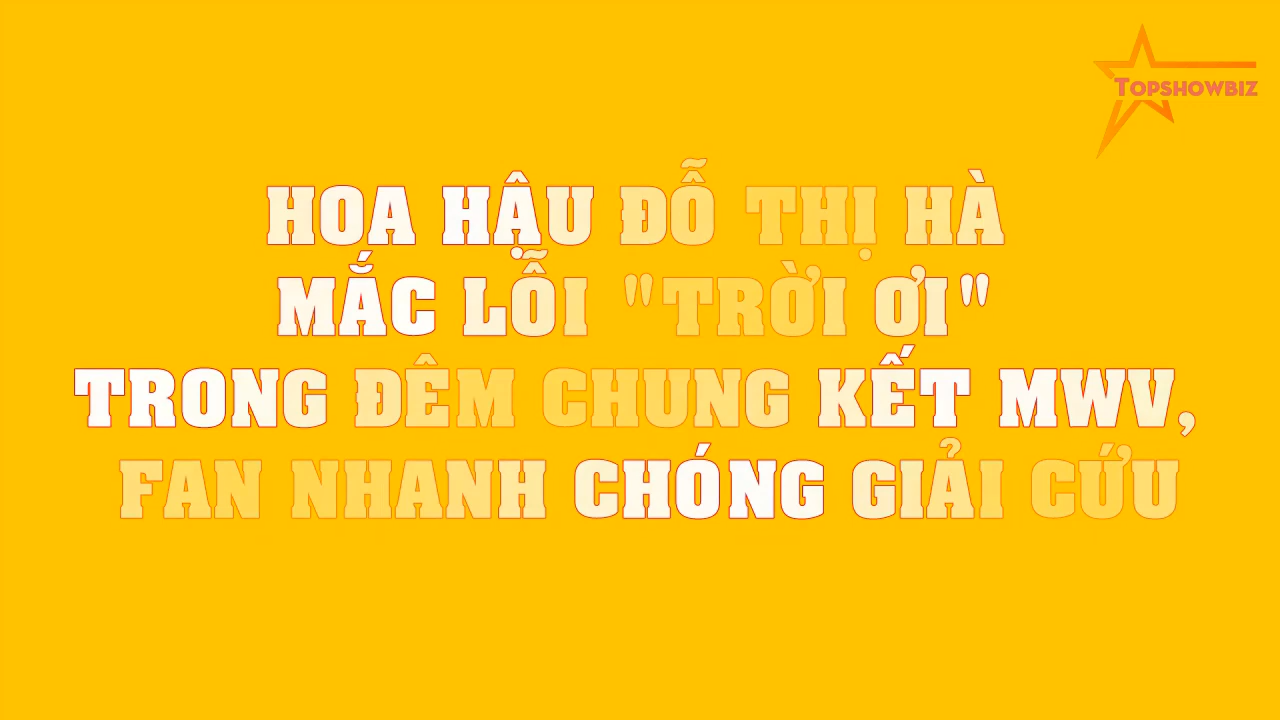 TOPSHOWBIZ
HOA HẬU ĐỖ THỊ HÀ
MẮC LỖI "TRỜI ƠI"
TRONG ĐÊM CHUNG KẾT MWV,
FAN NHANH CHÓNG GIẢI CỨU